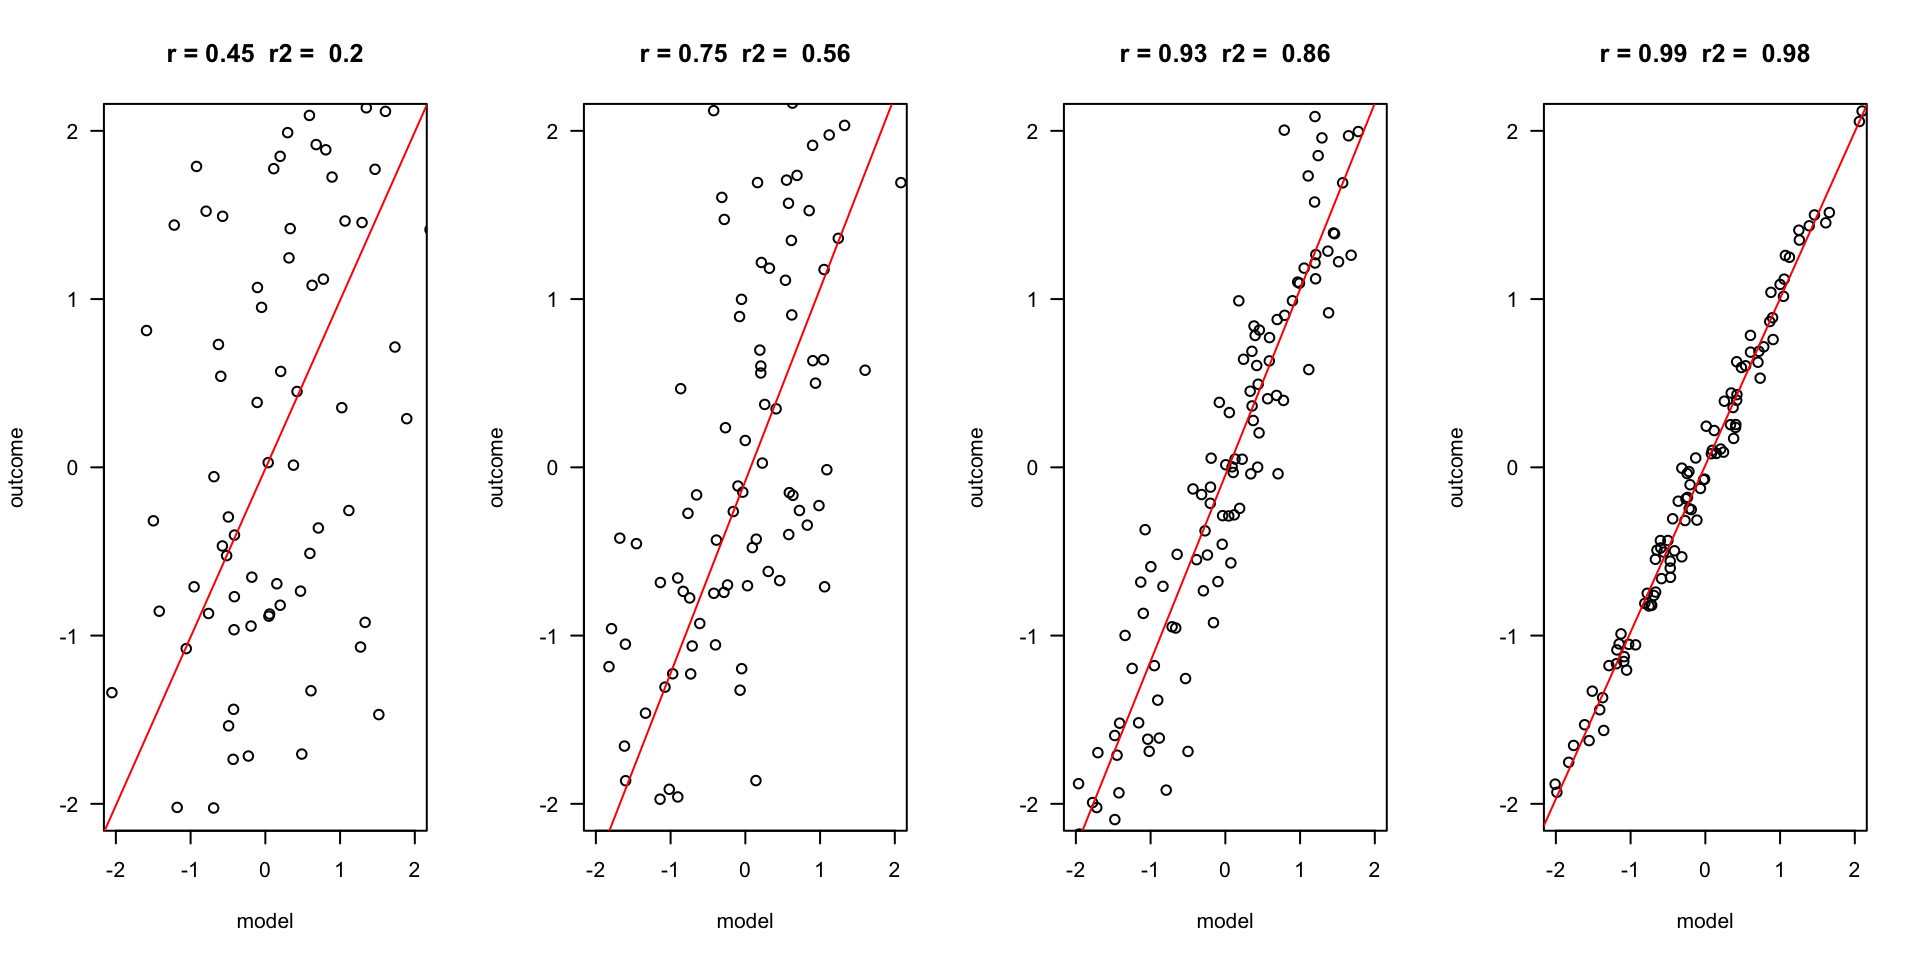 r = 0.45  r2 =  0.2
outcome
2
1
0
-1
-2
-2 -1 0 1 2
model
r = 0.75  r2 =  0.56
outcome
2
1
0
-1
-2
-2 -1 0 1 2
model
r = 0.93  r2 =  0.86
outcome
2
1
0
-1
-2
-2 -1 0 1 2
model
r = 0.99  r2 =  0.98
outcome
2
1
0
-1
-2
-2 -1 0 1 2
model